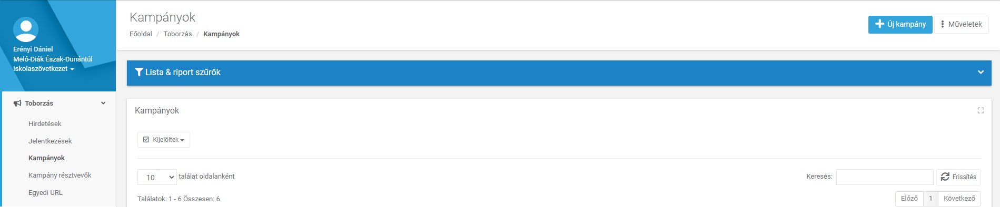 Erényi Dániel
Meló-Diák Észak-Dunántúl
Iskolaszövetkezet
Toborzás
Hirdetések
Jelentkezések
Kampányok
Kampány résztvevők
Egyedi URL
Kampányok
Főoldal / Toborzás / Kampányok
Új kampány
Műveletek
Lista & riport szűrők
Kampányok
Kijelöltek
10 találat oldalanként
Keresés:
Frissítés
Találatok: 1 - 6 Összesen: 6
Előző 1 Következő